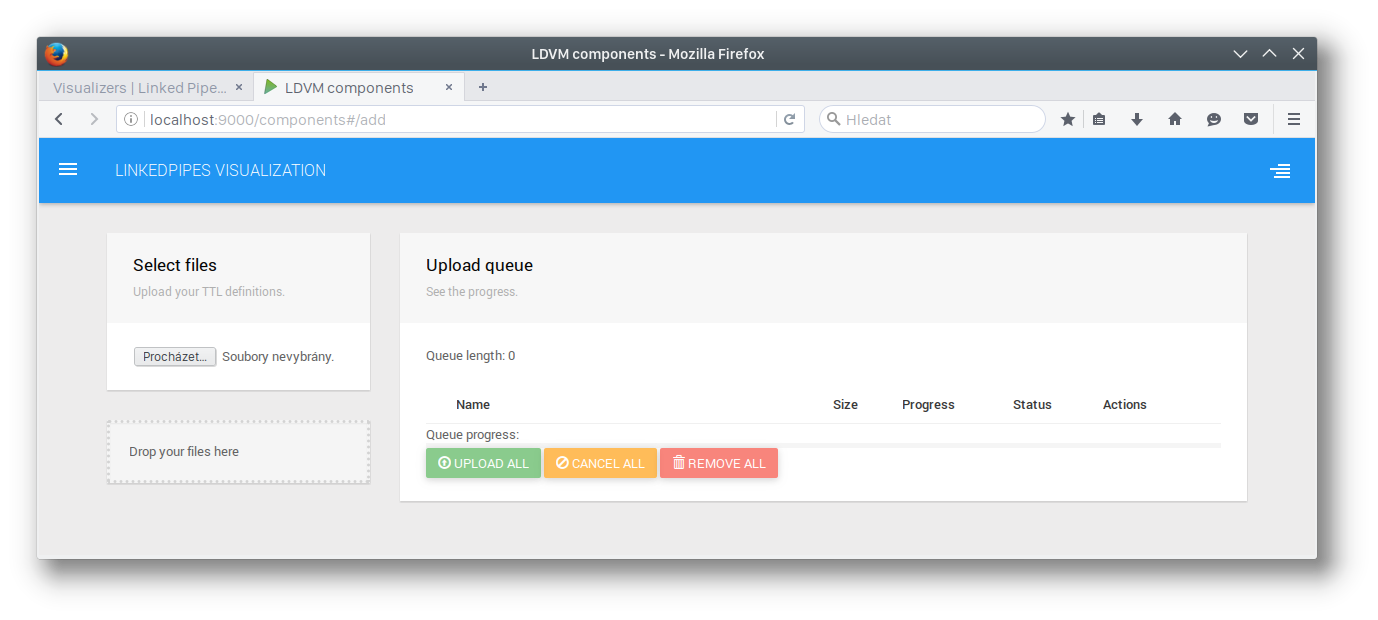 LDVM components - Mozilla Firefox
Visualizers | Linked Pipe...
LDVM components
localhost:9000/components#/add
Hledat
LINKEDPIPES VISUALIZATION
Select files
Upload your TTL definitions.
Procházet...
Soubory nevybrány.
Drop your files here
Upload queue
See the progress.
Queue length: 0
Name Size Progress Status Actions
Queue progress:
UPLOAD ALL CANCEL ALL REMOVE ALL